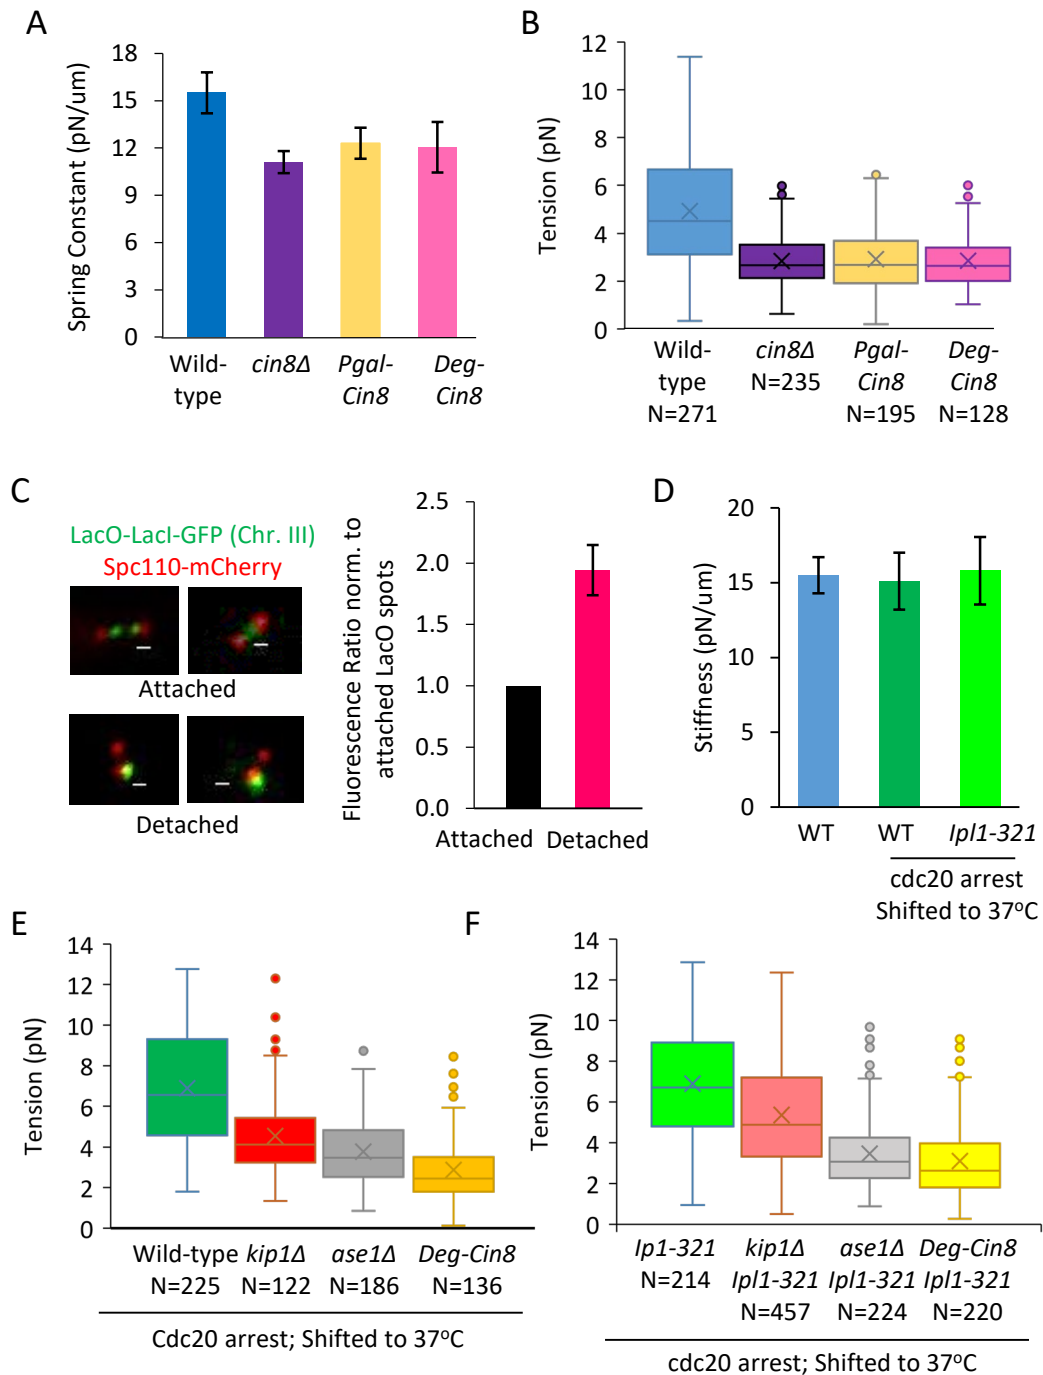 A
Spring Constant (pN/um)
18
15
12
9
6
3
0
Wild-
type
cin8Δ
Pgal-
Cin8
Deg-
Cin8
B
Tension (pN)
12
10
8
6
4
2
0
Wild-
type
N=271
cin8Δ
N=235
Pgal-
Cin8
N=195
Deg-
Cin8
N=128
C
LacO-LacI-GFP (Chr. III)
Spc110-mCherry
Attached
Detached
Fluorescence Ratio norm. to
attached LacO spots
2.5
2.0
1.5
1.0
0.5
0.0
Attached
Detached
D
Stiffness (pN/um)
20
15
10
5
0
WT
WT
Ipl1-321
cdc20 arrest
Shifted to 37°C
E
Tension (pN)
14
12
10
8
6
4
2
0
Wild-type
N=225
kip1Δ
N=122
ase1Δ
N=186
Deg-Cin8
N=136
Cdc20 arrest; Shifted to 37°C
F
Tension (pN)
14
12
10
8
6
4
2
0
Ip1-321
N=214
kip1Δ
Ipl1-321
N=457
ase1Δ
Ipl1-321
N=224
Deg-Cin8
Ipl1-321
N=220
cdc20 arrest; Shifted to 37°C